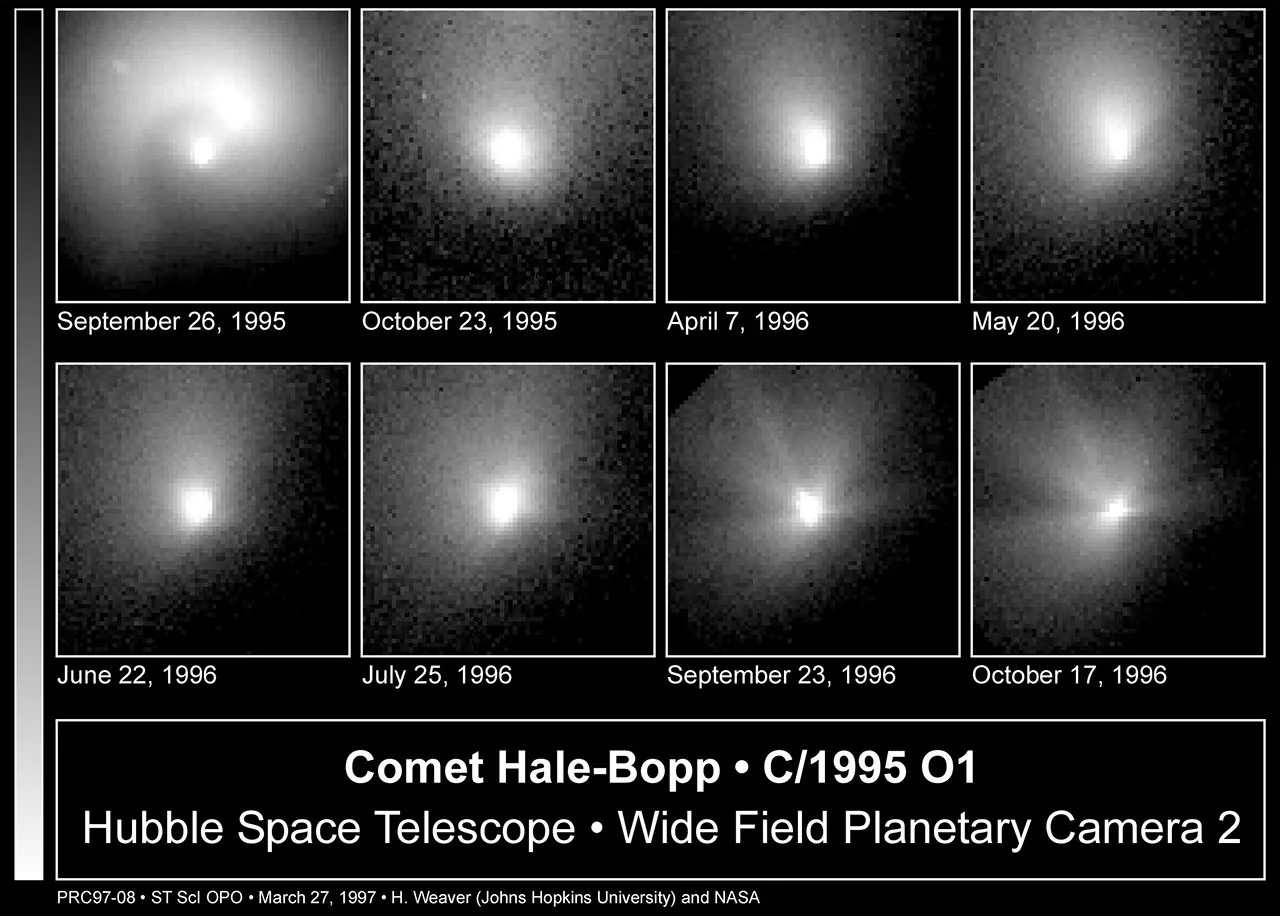 September 26, 1995
October 23, 1995
April 7, 1996
May 20, 1996
June 22, 1996
July 25, 1996
September 23, 1996
October 17, 1996
Comet Hale-Bopp • C/1995 O1
Hubble Space Telescope • Wide Field Planetary Camera 2
PRC97-08 • ST ScI OPO • March 27, 1997 • H. Weaver (Johns Hopkins University) and NASA